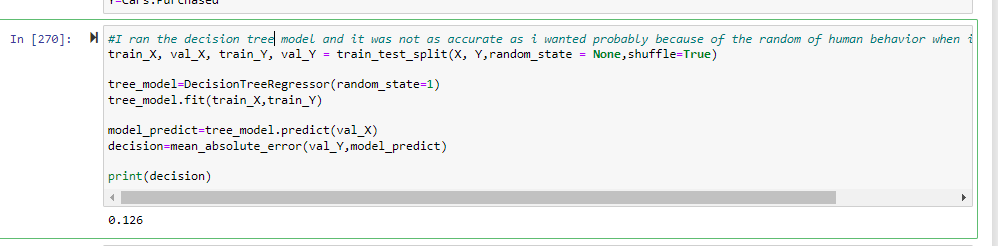 Y=Cars.Purchased
In [270]:
#I ran the decision tree model and it was not as accurate as i wanted probably because of the random of human behavior when i
train_X, val_X, train_Y, val_Y = train_test_split(X, Y,random_state = None,shuffle=True)
tree_model=DecisionTreeRegressor(random_state=1)
tree_model.fit(train_X,train_Y)
model_predict=tree_model.predict(val_X)
decision=mean_absolute_error(val_Y,model_predict)
print(decision)
0.126